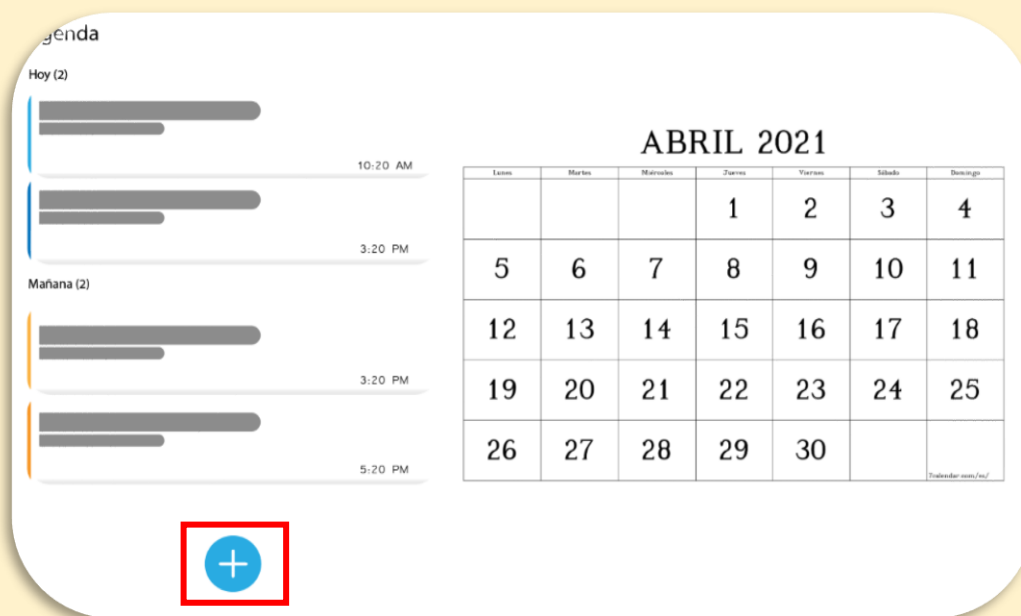 genda
Hoy (2)
10:20 AM
3:20 PM
Mañana (2)
3:20 PM
5:20 PM
ABRIL 2021
Lunes Martes Miércoles Jueves Viernes Sábado Domingo
1 2 3 4
5 6 7 8 9 10 11
12 13 14 15 16 17 18
19 20 21 22 23 24 25
26 27 28 29 30